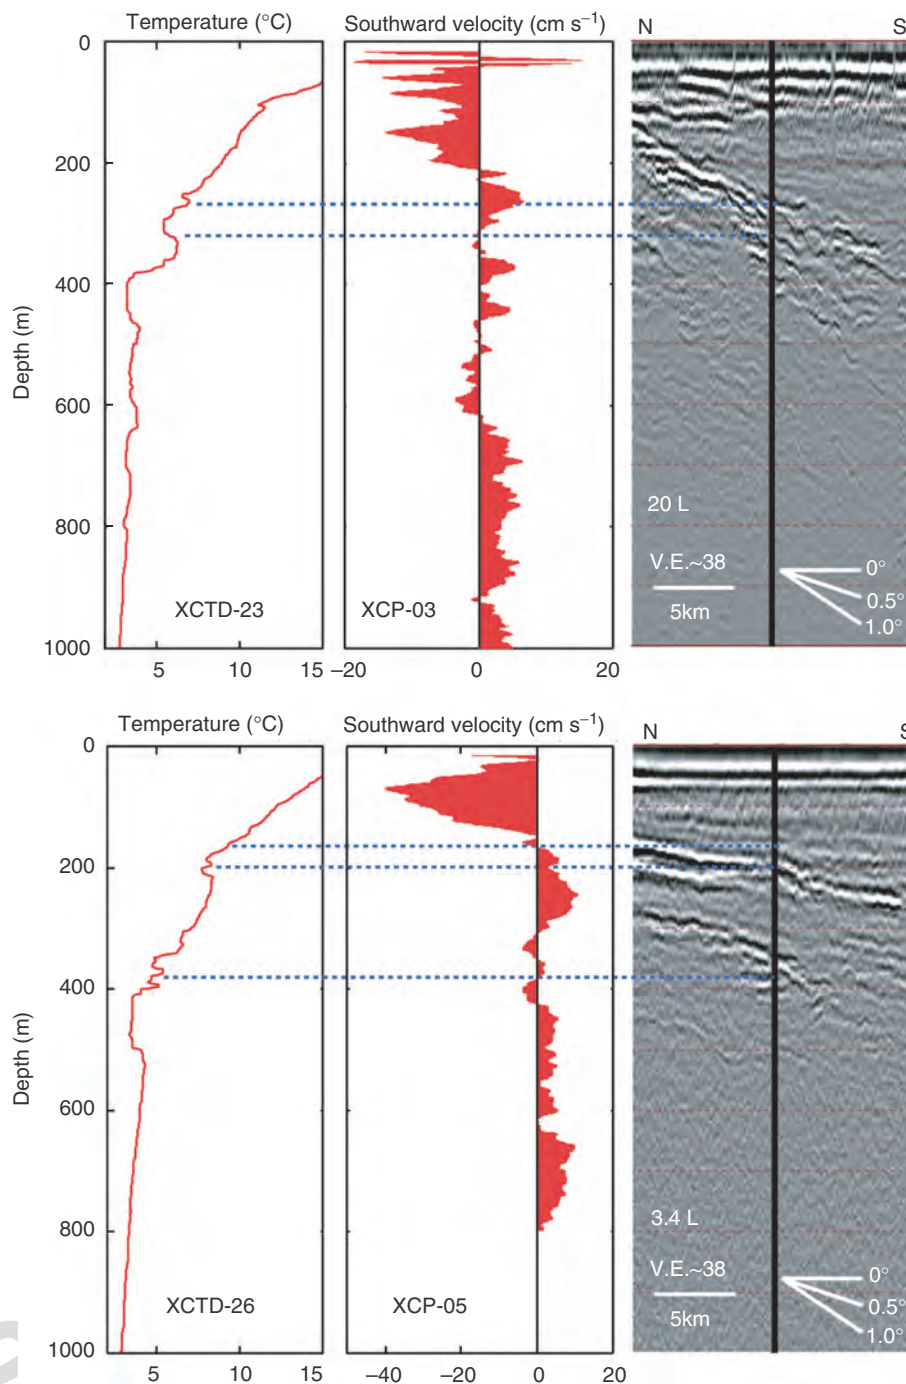 Temperature (°C) Southward velocity (cm s⁻¹) N S
0
200
400
600
800
1000
Depth (m)
XCTD-23 XCP-03
20 L
V.E.~38
5km
0°
0.5°
1.0°
5 10 15 −20 0 20
Temperature (°C) Southward velocity (cm s⁻¹) N S
0
200
400
600
800
1000
Depth (m)
XCTD-26 XCP-05
3.4 L
V.E.~38
5km
0°
0.5°
1.0°
5 10 15 −40 −20 0 20